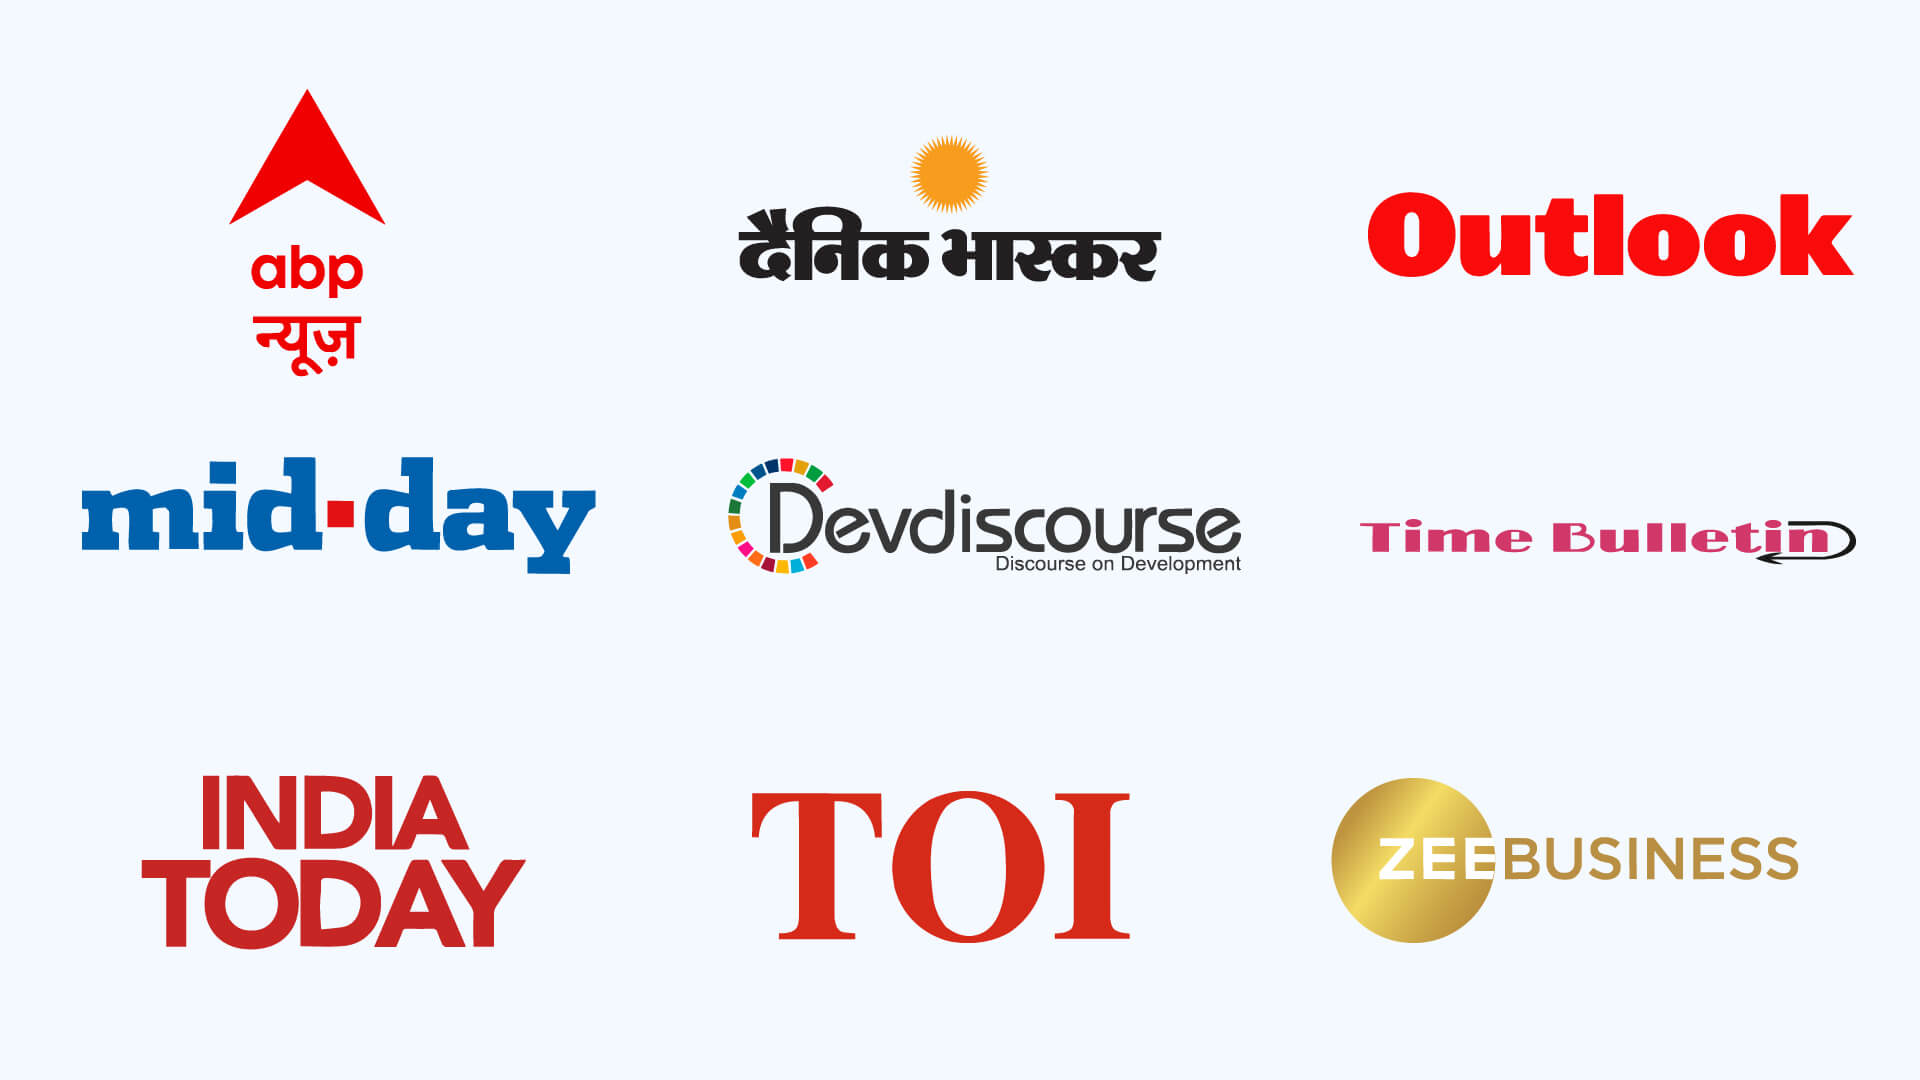 abp
न्यूज़
दैनिक भास्कर
Outlook
mid-day
Devdiscourse
Discourse on Development
Time Bulletin
INDIA
TODAY
TOI
ZEEBUSINESS